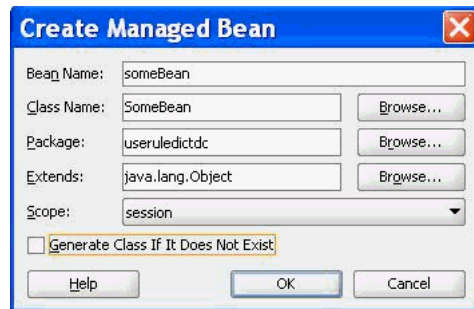 Create Managed Bean
Bean Name: someBean
Class Name: SomeBean Browse...
Package: useruledictdc Browse...
Extends: java.lang.Object Browse...
Scope: session
Generate Class If It Does Not Exist
Help OK Cancel